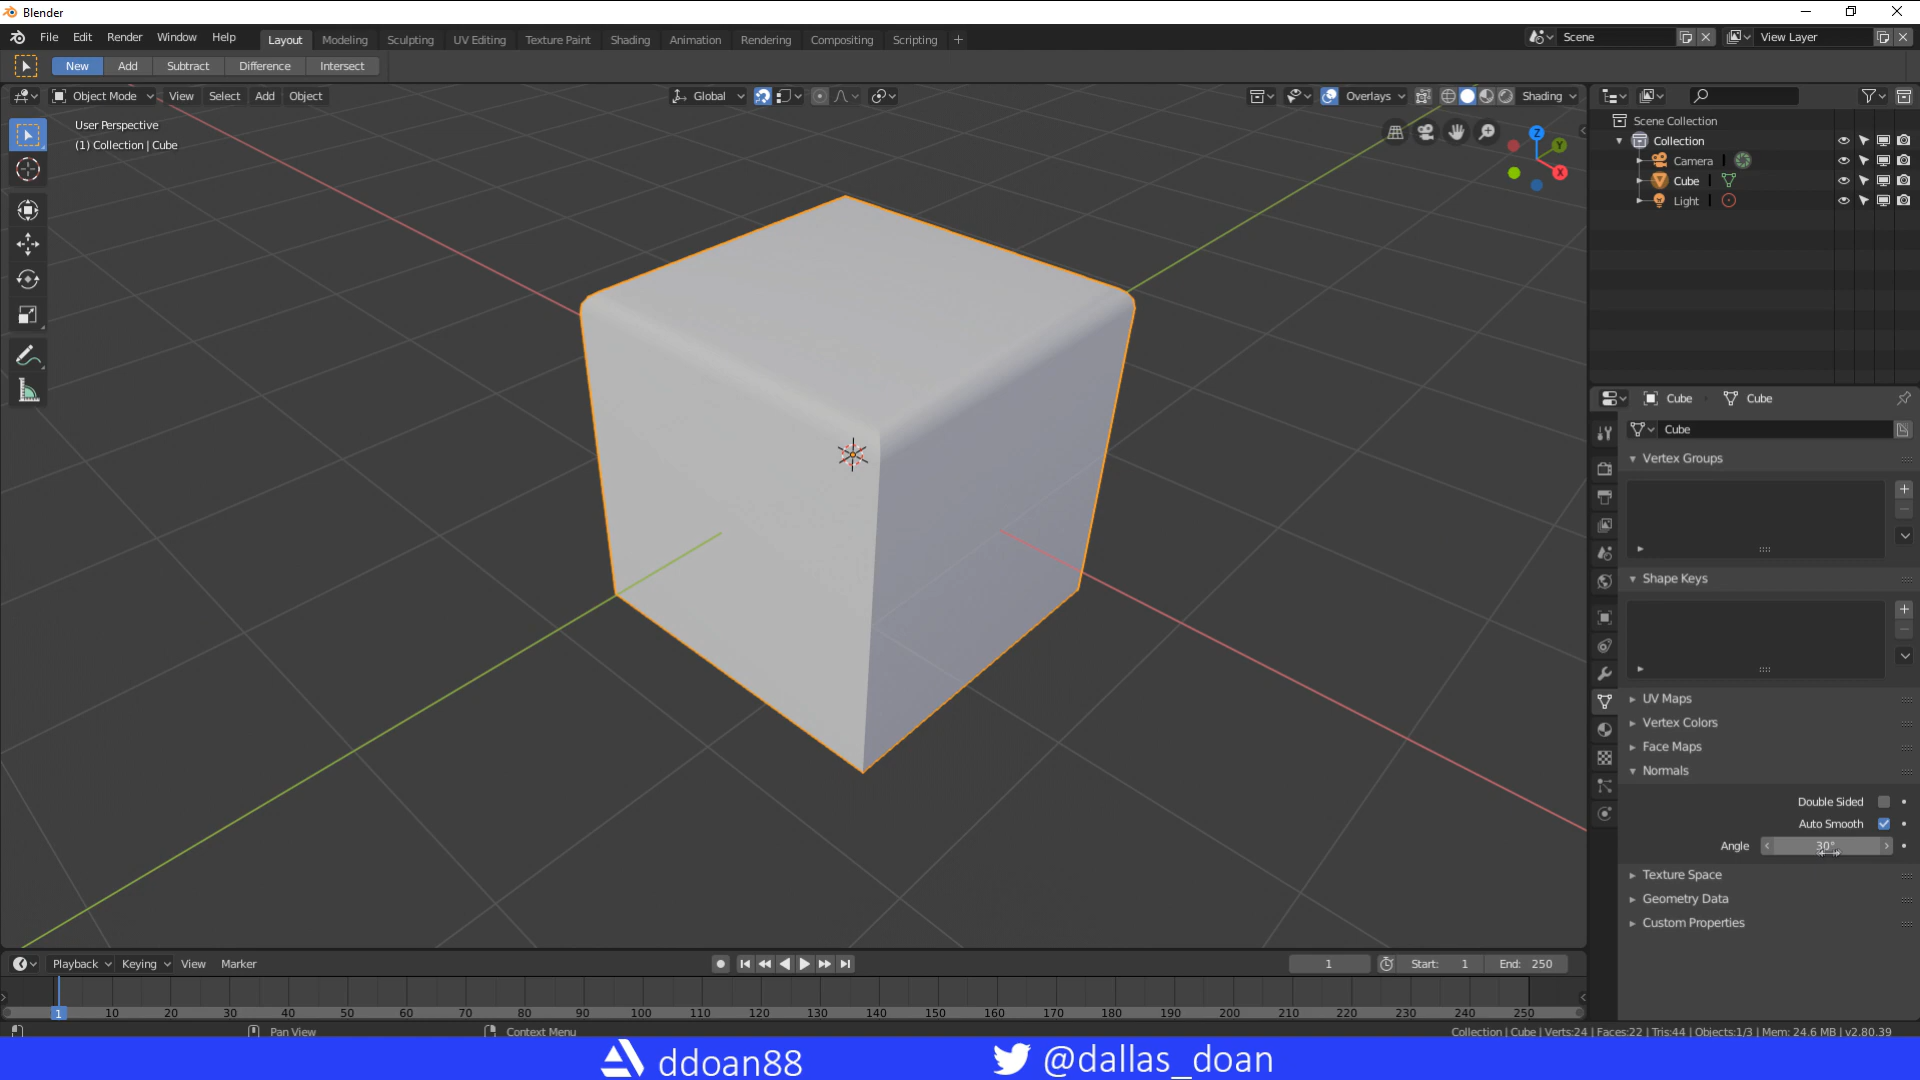 Blender
File Edit Render Window Help Layout Modeling Sculpting UV Editing Texture Paint Shading Animation Rendering Compositing Scripting + Scene View Layer
New Add Subtract Difference Intersect
Object Mode View Select Add Object Global Overlays Shading
User Perspective
(1) Collection | Cube
Z
Y
X
Scene Collection
Collection
Camera
Cube
Light
Cube Cube
Cube
Vertex Groups
Shape Keys
UV Maps
Vertex Colors
Face Maps
Normals
Double Sided
Auto Smooth
Angle 30°
Texture Space
Geometry Data
Custom Properties
Playback Keying View Marker 1 Start: 1 End: 250
1 10 20 30 40 50 60 70 80 90 100 110 120 130 140 150 160 170 180 190 200 210 220 230 240 250
Pan View Context Menu Collection | Cube | Verts:24 | Faces:22 | Tris:44 | Objects:1/3 | Mem: 24.6 MB | v2.80.39
ddoan88 @dallas_doan